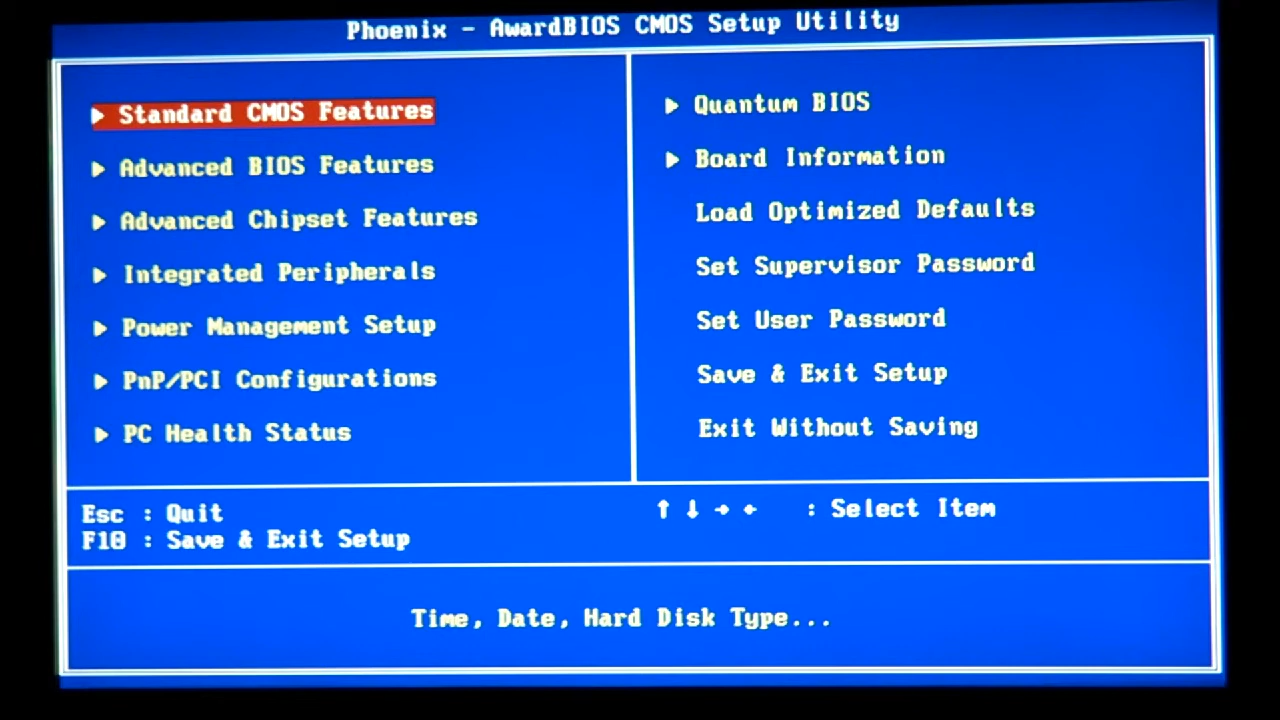 Phoenix - AwardBIOS CMOS Setup Utility
Standard CMOS Features
Advanced BIOS Features
Advanced Chipset Features
Integrated Peripherals
Power Management Setup
PnP/PCI Configurations
PC Health Status
Quantum BIOS
Board Information
Load Optimized Defaults
Set Supervisor Password
Set User Password
Save & Exit Setup
Exit Without Saving
Esc : Quit
F10 : Save & Exit Setup
↑ ↓ → ← : Select Item
Time, Date, Hard Disk Type...